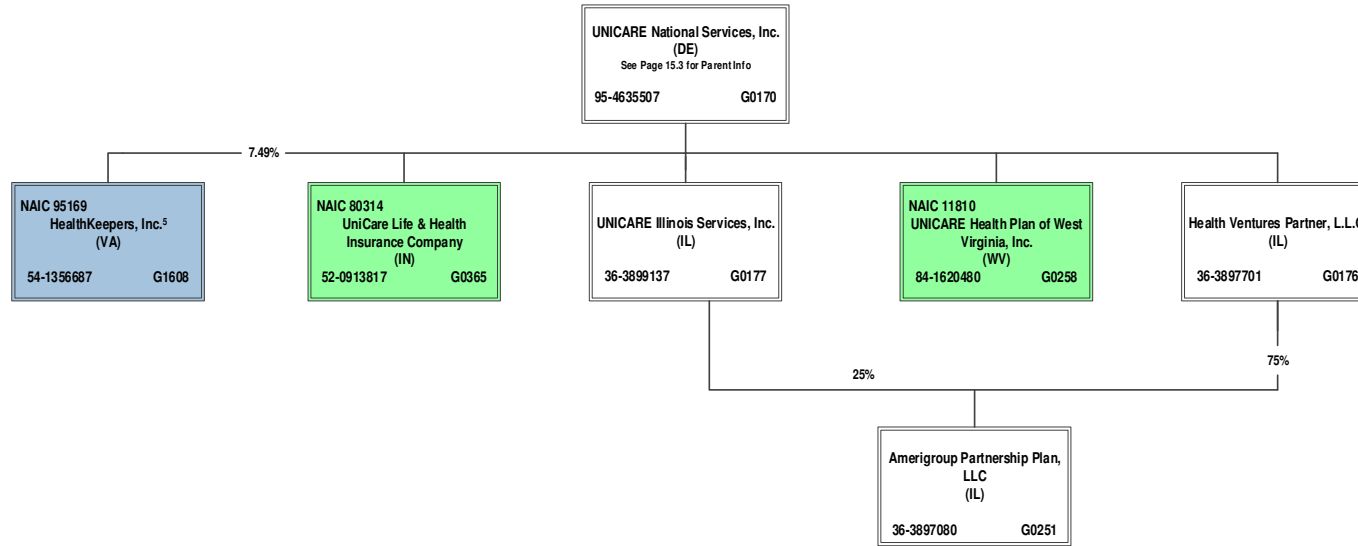 UNICARE National Services, Inc.
(DE)
See Page 15.3 for Parent Info
95-4635507 G0170
7.49%
NAIC 95169
HealthKeepers, Inc.⁵
(VA)
54-1356687 G1608
NAIC 80314
UniCare Life & Health
Insurance Company
(IN)
52-0913817 G0365
UNICARE Illinois Services, Inc.
(IL)
36-3899137 G0177
NAIC 11810
UNICARE Health Plan of West
Virginia, Inc.
(WV)
84-1620480 G0258
Health Ventures Partner, L.L.C
(IL)
36-3897701 G0176
25%
75%
Amerigroup Partnership Plan,
LLC
(IL)
36-3897080 G0251